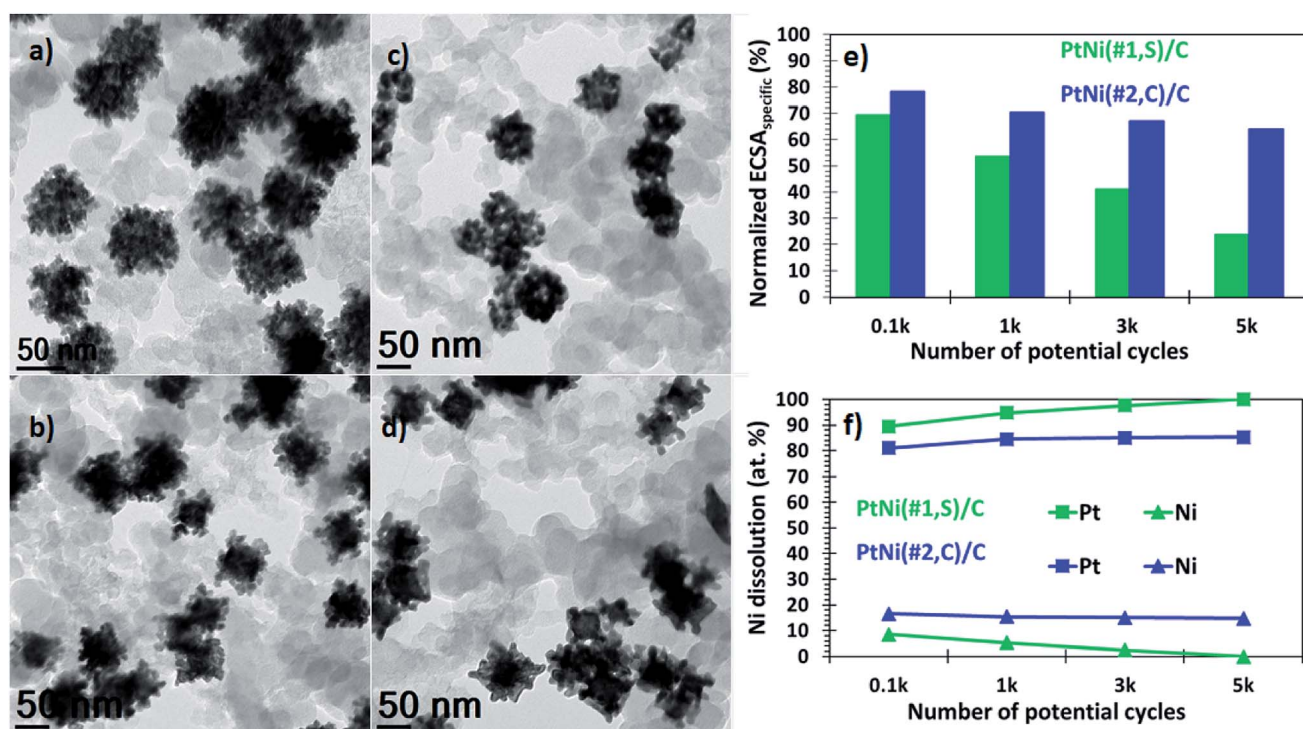 a)
50 nm
b)
50 nm
c)
50 nm
d)
50 nm
e)
PtNi(#1,S)/C
PtNi(#2,C)/C
Normalized ECSAspecific (%)
100
90
80
70
60
50
40
30
20
10
0
0.1k 1k 3k 5k
Number of potential cycles
f)
Ni dissolution (at. %)
100
90
80
70
60
50
40
30
20
10
0
PtNi(#1,S)/C Pt Ni
PtNi(#2,C)/C Pt Ni
0.1k 1k 3k 5k
Number of potential cycles